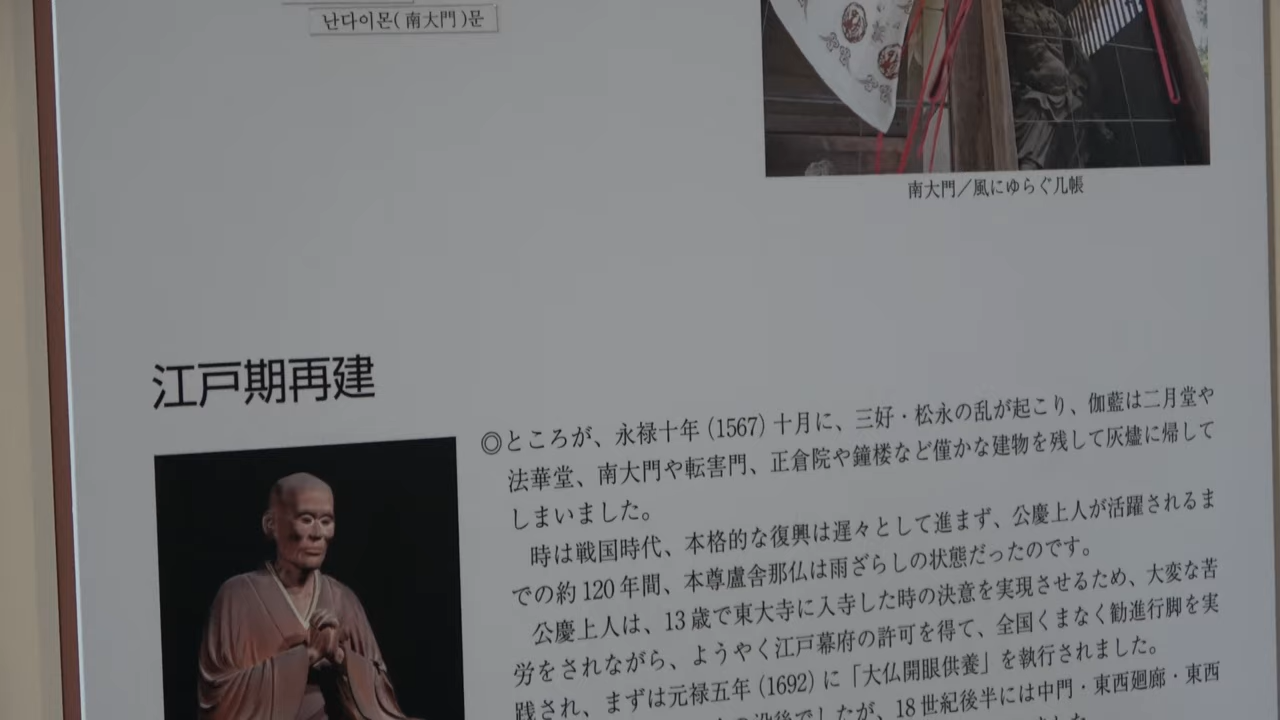 난다이몬( 南大門 )문
南大門／風にゆらぐ几帳
江戸期再建
◎ところが、永禄十年 (1567) 十月に、三好・松永の乱が起こり、伽藍は二月堂や
法華堂、南大門や転害門、正倉院や鐘楼など僅かな建物を残して灰燼に帰して
しまいました。
時は戦国時代、本格的な復興は遅々として進まず、公慶上人が活躍されるま
での約 120 年間、本尊盧舎那仏は雨ざらしの状態だったのです。
公慶上人は、13 歳で東大寺に入寺した時の決意を実現させるため、大変な苦
労をされながら、ようやく江戸幕府の許可を得て、全国くまなく勧進行脚を実
践され、まずは元禄五年 (1692) に「大仏開眼供養」を執行されました。
の没後でしたが、18 世紀後半には中門・東西廻廊・東西
ました